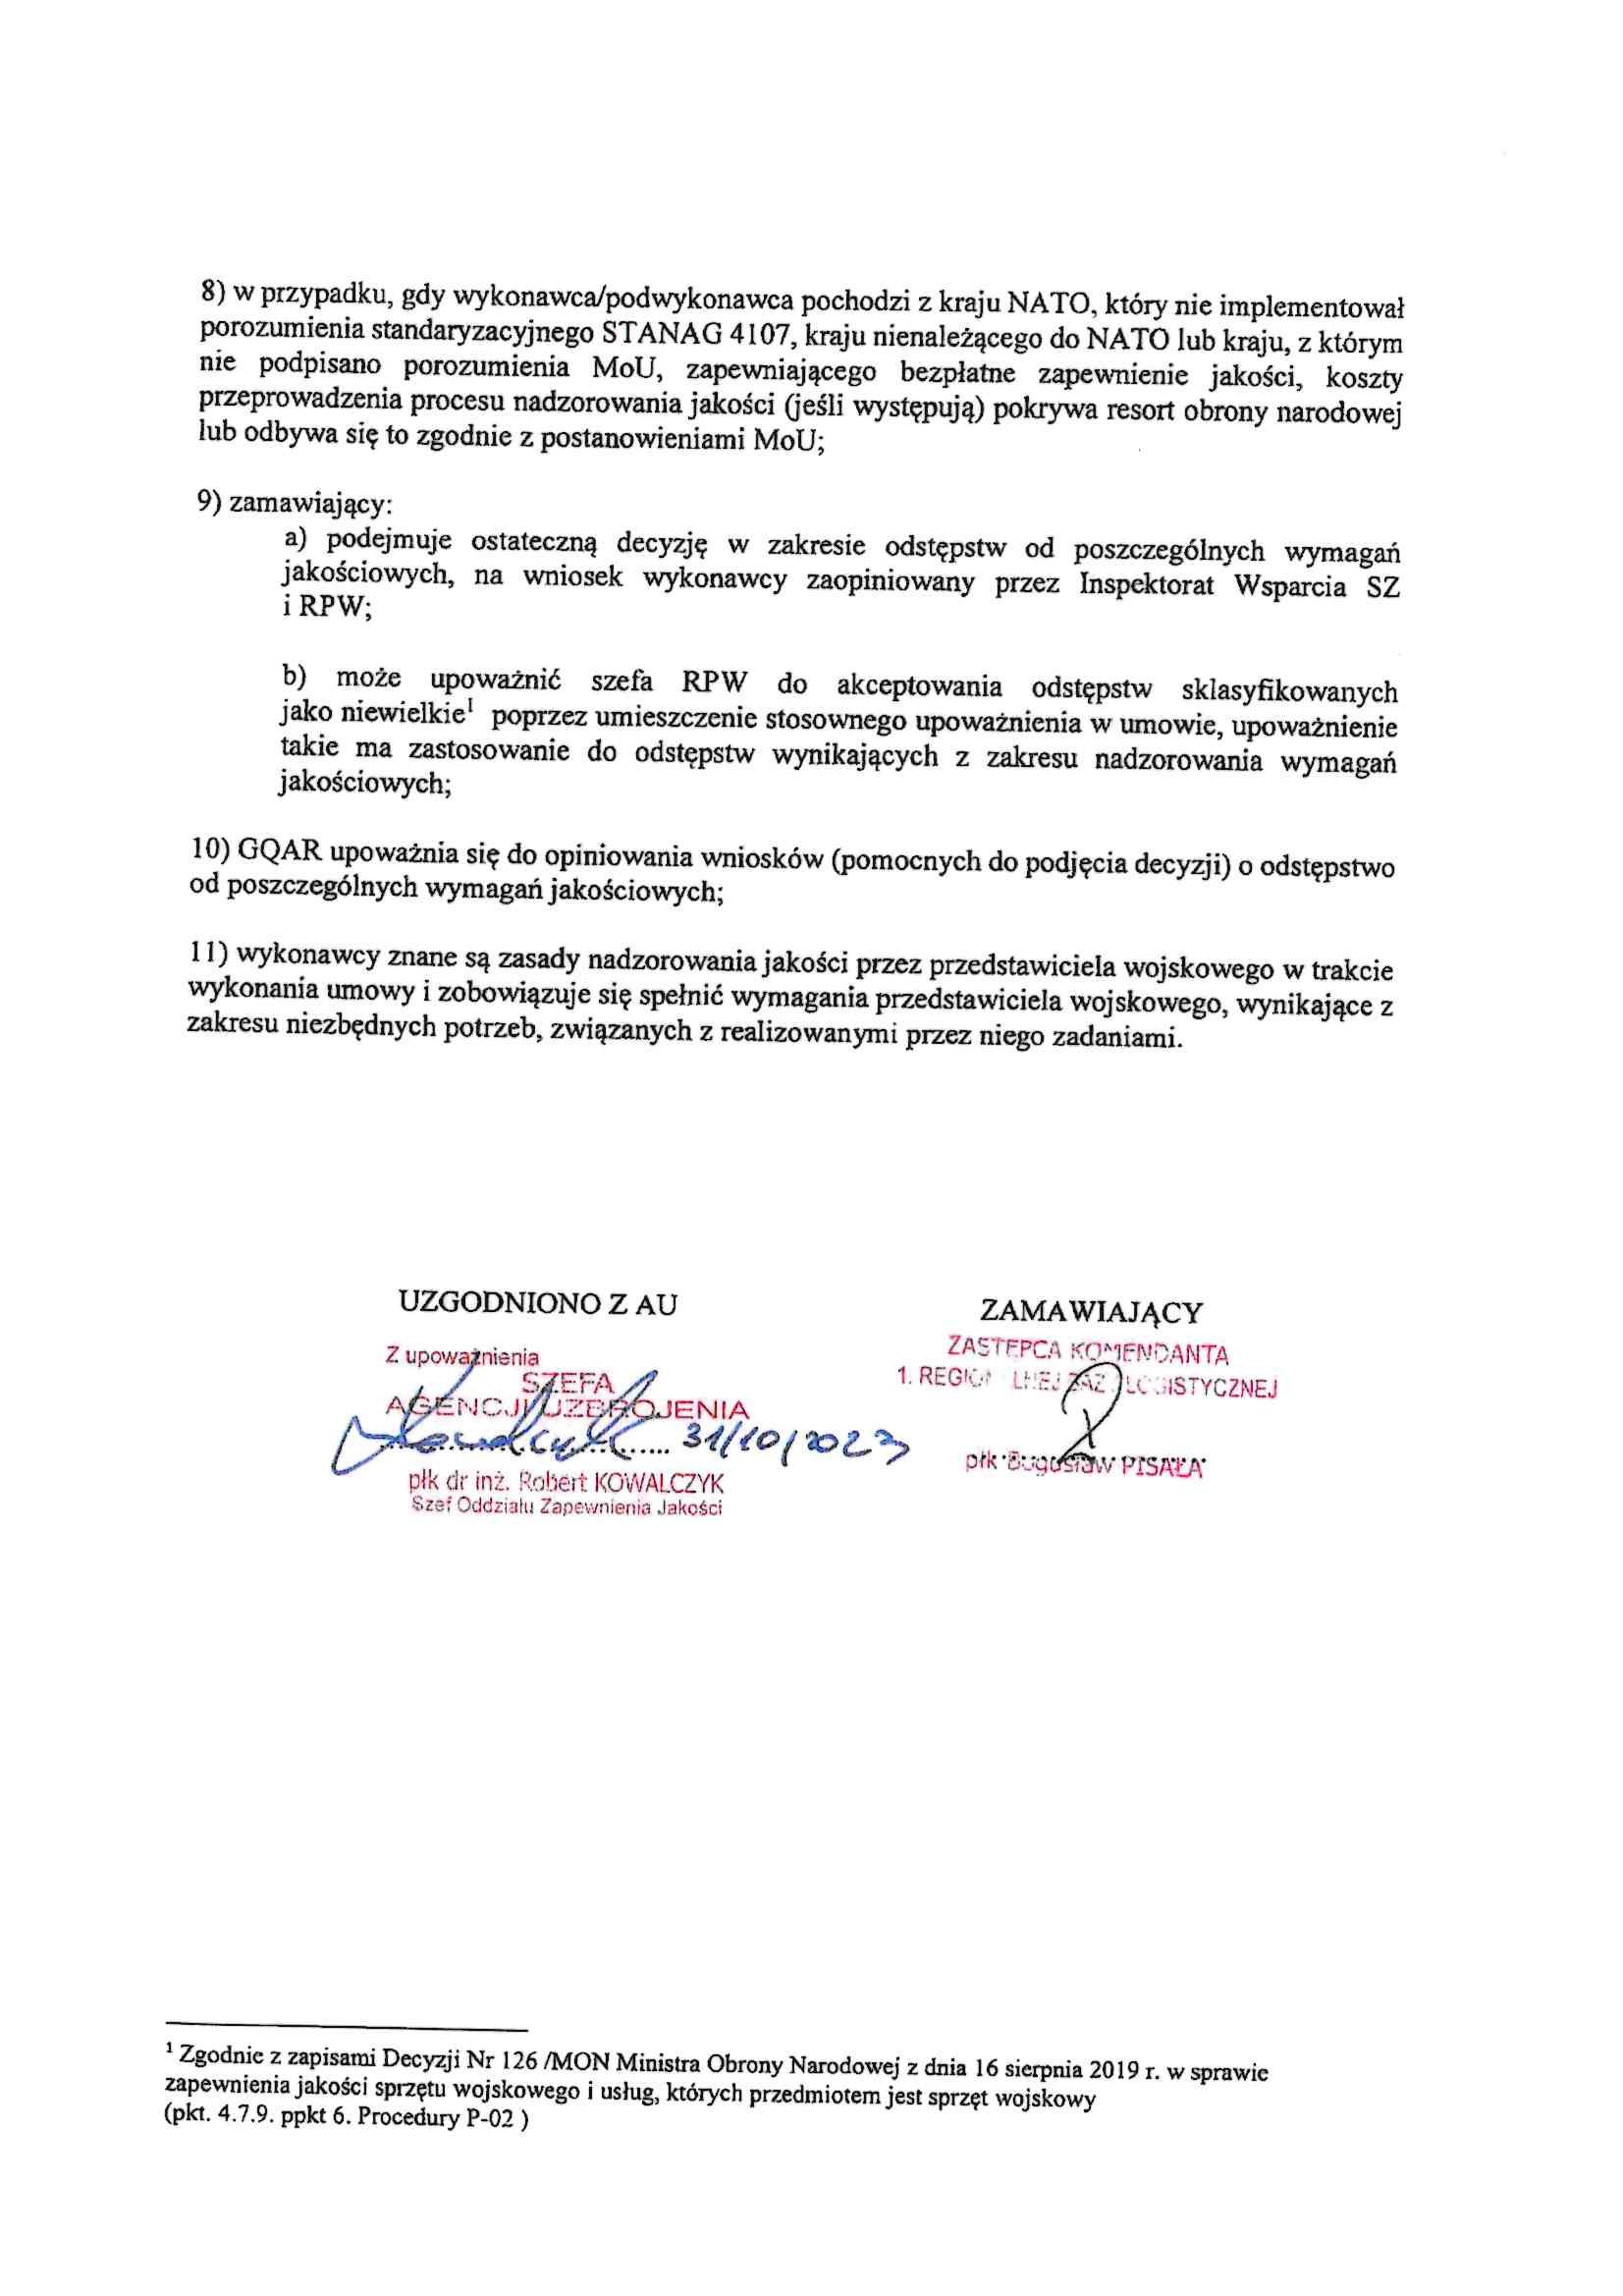 8) w przypadku, gdy wykonawca/podwykonawca pochodzi z kraju NATO, który nie implementował
porozumienia standaryzacyjnego STANAG 4107, kraju nienależącego do NATO lub kraju, z którym
nie podpisano porozumienia MoU, zapewniającego bezpłatne zapewnienie jakości, koszty
przeprowadzenia procesu nadzorowania jakości (jeśli występują) pokrywa resort obrony narodowej
lub odbywa się to zgodnie z postanowieniami MoU;
9) zamawiający:
a) podejmuje ostateczną decyzję w zakresie odstępstw od poszczególnych wymagań
jakościowych, na wniosek wykonawcy zaopiniowany przez Inspektorat Wsparcia SZ
i RPW;
b) może upoważnić szefa RPW do akceptowania odstępstw sklasyfikowanych
jako niewielkie¹ poprzez umieszczenie stosownego upoważnienia w umowie, upoważnienie
takie ma zastosowanie do odstępstw wynikających z zakresu nadzorowania wymagań
jakościowych;
10) GQAR upoważnia się do opiniowania wniosków (pomocnych do podjęcia decyzji) o odstępstwo
od poszczególnych wymagań jakościowych;
11) wykonawcy znane są zasady nadzorowania jakości przez przedstawiciela wojskowego w trakcie
wykonania umowy i zobowiązuje się spełnić wymagania przedstawiciela wojskowego, wynikające z
zakresu niezbędnych potrzeb, związanych z realizowanymi przez niego zadaniami.
UZGODNIONO Z AU
Z upoważnienia
SZEFA
AGENCJI UZBROJENIA
31/10/2023
płk dr inż. Robert KOWALCZYK
Szef Oddziału Zapewnienia Jakości
ZAMAWIAJĄCY
ZASTĘPCA KOMENDANTA
1. REGIONALNEJ BAZY LOGISTYCZNEJ
płk Bogusław PISAŁA
¹ Zgodnie z zapisami Decyzji Nr 126 /MON Ministra Obrony Narodowej z dnia 16 sierpnia 2019 r. w sprawie
zapewnienia jakości sprzętu wojskowego i usług, których przedmiotem jest sprzęt wojskowy
(pkt. 4.7.9. ppkt 6. Procedury P-02 )